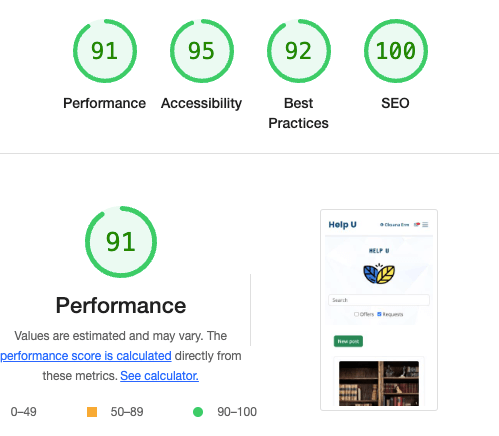 91
95
92
100
Performance
Accessibility
Best
Practices
SEO
91
Performance
Values are estimated and may vary. The
performance score is calculated directly from
these metrics. See calculator.
0–49
50–89
90–100
Help U
HELP U
Search
Offers
Requests
New post